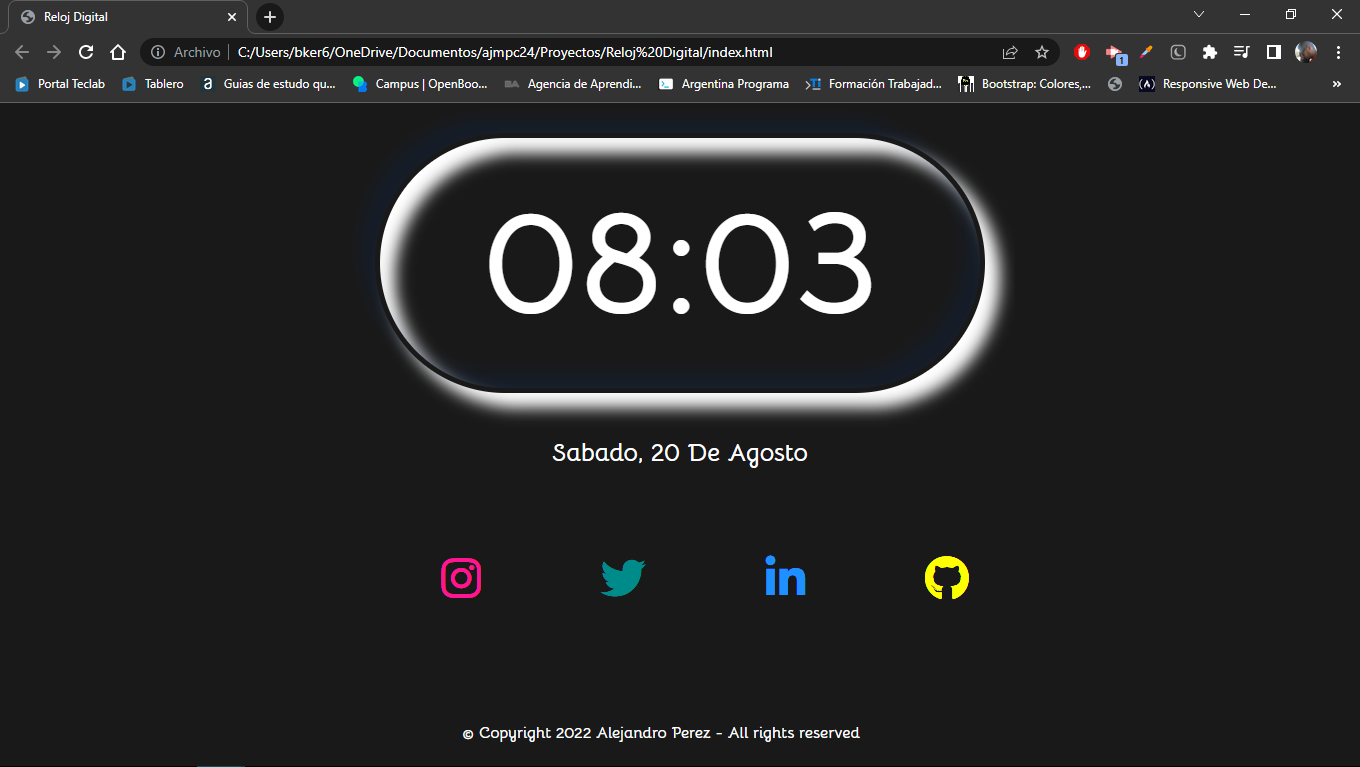 Reloj Digital
Archivo C:/Users/bker6/OneDrive/Documentos/ajmpc24/Proyectos/Reloj%20Digital/index.html 1
Portal Teclab Tablero Guias de estudo qu... Campus | OpenBoo... BA Agencia de Aprendi... Argentina Programa Formación Trabajad... Bootstrap: Colores,... Responsive Web De... »
08:03
Sabado, 20 De Agosto
© Copyright 2022 Alejandro Perez - All rights reserved